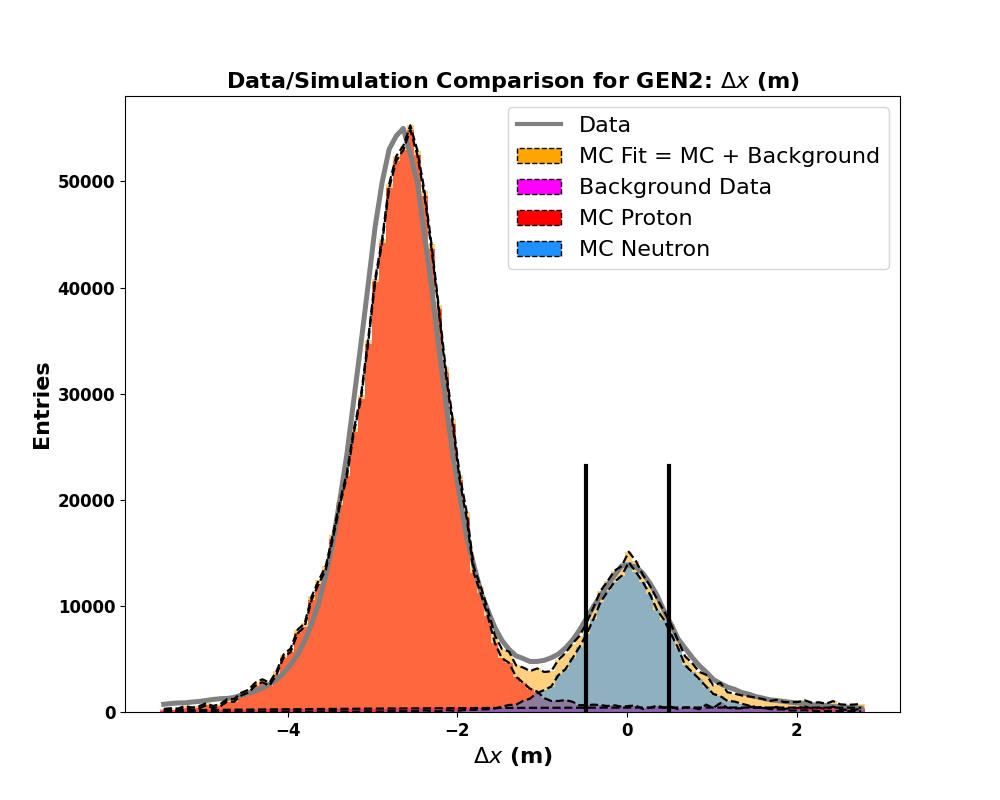 Data/Simulation Comparison for GEN2: Δx (m)
Data
MC Fit = MC + Background
Background Data
MC Proton
MC Neutron
Entries
50000
40000
30000
20000
10000
0
−4
−2
0
2
Δx (m)